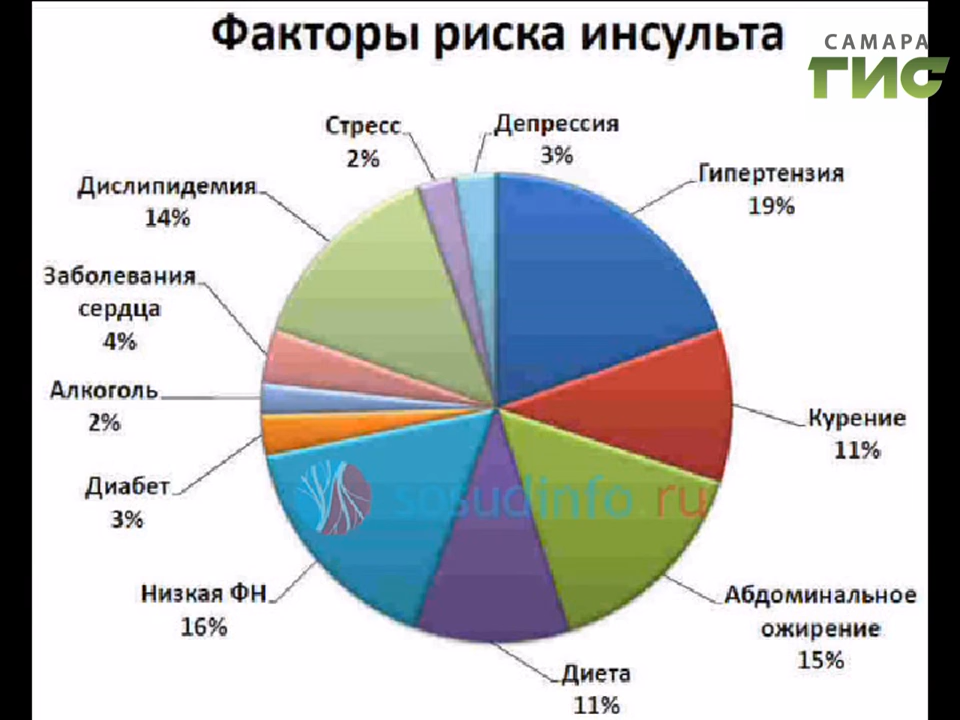 Факторы риска инсульта
САМАРА
ГИС
Стресс
2%
Депрессия
3%
Гипертензия
19%
Дислипидемия
14%
Заболевания
сердца
4%
Алкоголь
2%
Курение
11%
Диабет
3%
sosudinfo ru
Низкая ФН
16%
Абдоминальное
ожирение
15%
Диета
11%